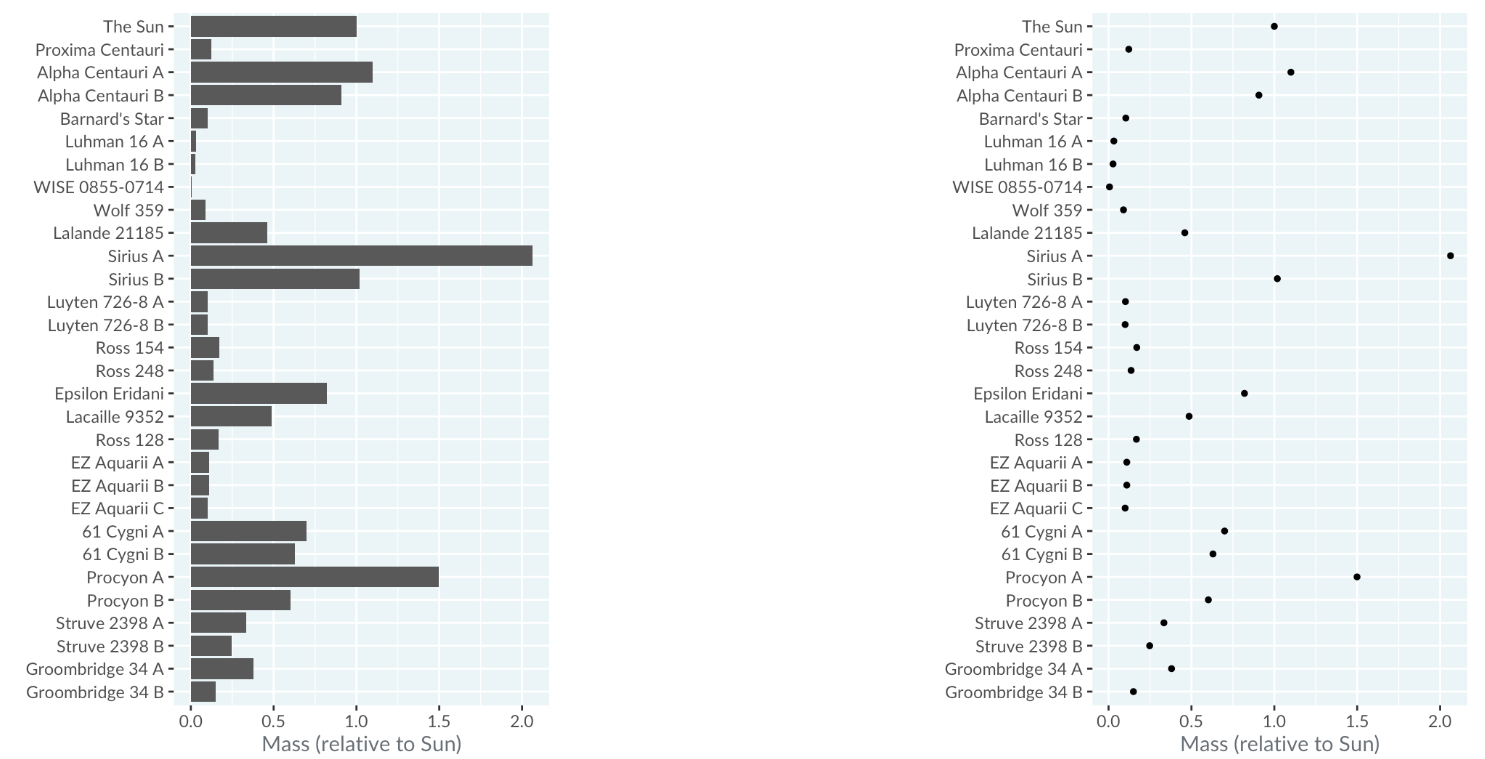 The Sun
Proxima Centauri
Alpha Centauri A
Alpha Centauri B
Barnard's Star
Luhman 16 A
Luhman 16 B
WISE 0855-0714
Wolf 359
Lalande 21185
Sirius A
Sirius B
Luyten 726-8 A
Luyten 726-8 B
Ross 154
Ross 248
Epsilon Eridani
Lacaille 9352
Ross 128
EZ Aquarii A
EZ Aquarii B
EZ Aquarii C
61 Cygni A
61 Cygni B
Procyon A
Procyon B
Struve 2398 A
Struve 2398 B
Groombridge 34 A
Groombridge 34 B
0.0 0.5 1.0 1.5 2.0
Mass (relative to Sun)
The Sun
Proxima Centauri
Alpha Centauri A
Alpha Centauri B
Barnard's Star
Luhman 16 A
Luhman 16 B
WISE 0855-0714
Wolf 359
Lalande 21185
Sirius A
Sirius B
Luyten 726-8 A
Luyten 726-8 B
Ross 154
Ross 248
Epsilon Eridani
Lacaille 9352
Ross 128
EZ Aquarii A
EZ Aquarii B
EZ Aquarii C
61 Cygni A
61 Cygni B
Procyon A
Procyon B
Struve 2398 A
Struve 2398 B
Groombridge 34 A
Groombridge 34 B
0.0 0.5 1.0 1.5 2.0
Mass (relative to Sun)